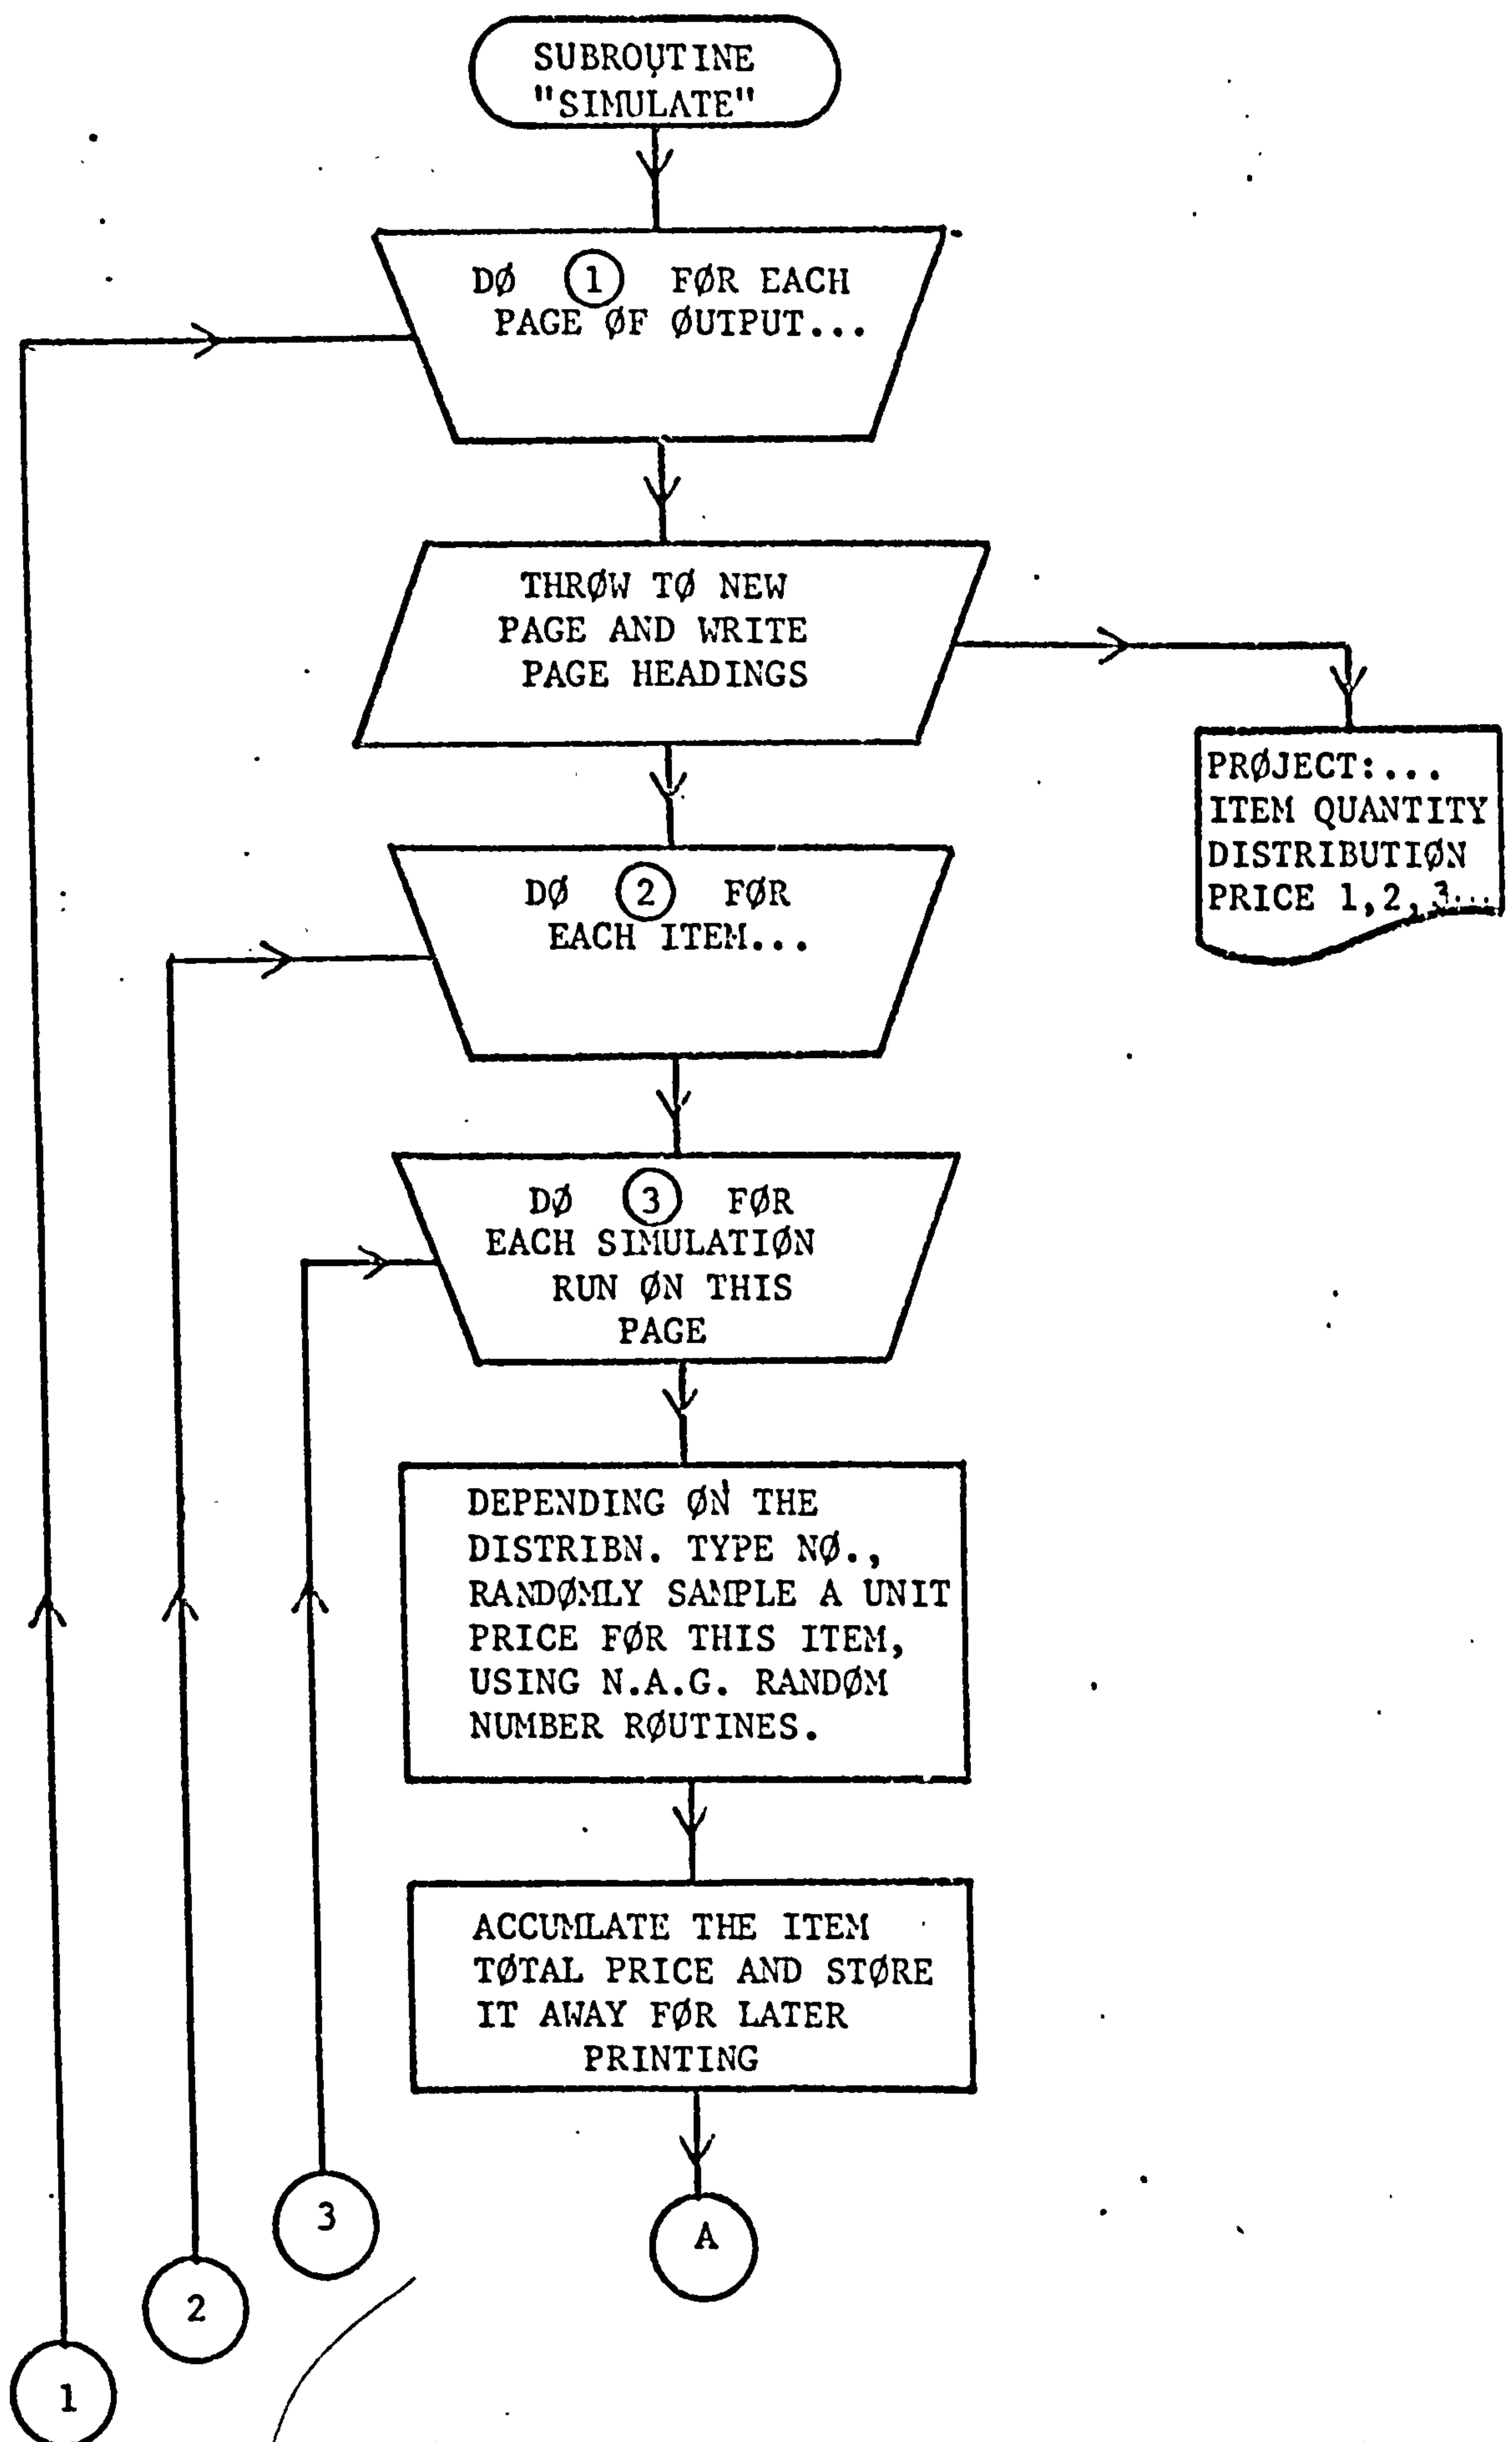 SUBRØUTINE
"SIMULATE"
DØ 1 FØR EACH
PAGE ØF ØUTPUT...
THRØW TØ NEW
PAGE AND WRITE
PAGE HEADINGS
PRØJECT:...
ITEM QUANTITY
DISTRIBUTIØN
PRICE 1,2,3...
DØ 2 FØR
EACH ITEM...
DØ 3 FØR
EACH SIMULATIØN
RUN ØN THIS
PAGE
DEPENDING ØN THE
DISTRIBN. TYPE NØ.,
RANDØMLY SAMPLE A UNIT
PRICE FØR THIS ITEM,
USING N.A.G. RANDØM
NUMBER RØUTINES.
ACCUMLATE THE ITEM
TØTAL PRICE AND STØRE
IT AWAY FØR LATER
PRINTING
3
A
2
1